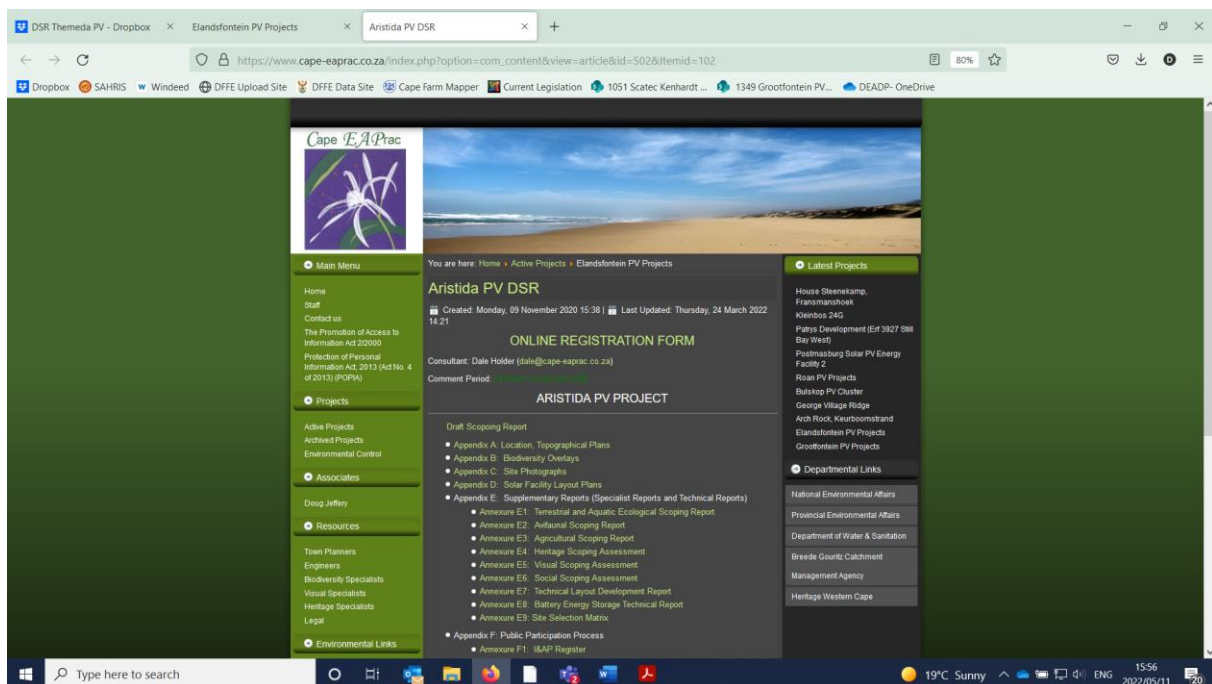 DSR Themeda PV - Dropbox
Elandsfontein PV Projects
Aristida PV DSR
https://www.cape-eaprac.co.za/index.php?option=com_content&view=article&id=502&Itemid=102
80%
Dropbox
SAHRIS
Windeed
DFFE Upload Site
DFFE Data Site
Cape Farm Mapper
Current Legislation
1051 Scatec Kenhardt ...
1349 Grootfontein PV...
DEADP- OneDrive
Cape EAPrac
Main Menu
Home
Staff
Contact us
The Promotion of Access to
Information Act 2/2000
Protection of Personal
Information Act, 2013 (Act No. 4
of 2013) (POPIA)
Projects
Active Projects
Archived Projects
Environmental Control
Associates
Doug Jeffery
Resources
Town Planners
Engineers
Biodiversity Specialists
Visual Specialists
Heritage Specialists
Legal
Environmental Links
You are here: Home Active Projects Elandsfontein PV Projects
Aristida PV DSR
Created: Monday, 09 November 2020 15:38 | Last Updated: Thursday, 24 March 2022
14:21
ONLINE REGISTRATION FORM
Consultant: Dale Holder (dale@cape-eaprac.co.za)
Comment Period:
ARISTIDA PV PROJECT
Draft Scopoing Report
Appendix A: Location, Topographical Plans
Appendix B: Biodiversity Overlays
Appendix C: Site Photographs
Appendix D: Solar Facility Layout Plans
Appendix E: Supplementary Reports (Specialist Reports and Technical Reports)
Annexure E1: Terrestrial and Aquatic Ecological Scoping Report
Annexure E2: Avifaunal Scoping Report
Annexure E3: Agricultural Scoping Report
Annexure E4: Heritage Scoping Assessment
Annexure E5: Visual Scoping Assessment
Annexure E6: Social Scoping Assessment
Annexure E7: Technical Layout Development Report
Annexure E8: Battery Energy Storage Technical Report
Annexure E9: Site Selection Matrix
Appendix F: Public Participation Process
Annexure F1: I&AP Register
Latest Projects
House Steenekamp,
Fransmanshoek
Kleinbos 24G
Patrys Development (Erf 3927 Still
Bay West)
Postmasburg Solar PV Energy
Facility 2
Roan PV Projects
Bulskop PV Cluster
George Village Ridge
Arch Rock, Keurboomstrand
Elandsfontein PV Projects
Grootfontein PV Projects
Departmental Links
National Environmental Affairs
Provincial Environmental Affairs
Department of Water & Sanitation
Breede Gouritz Catchment
Management Agency
Heritage Western Cape
Type here to search
19°C Sunny
ENG
15:56
2022/05/11
20